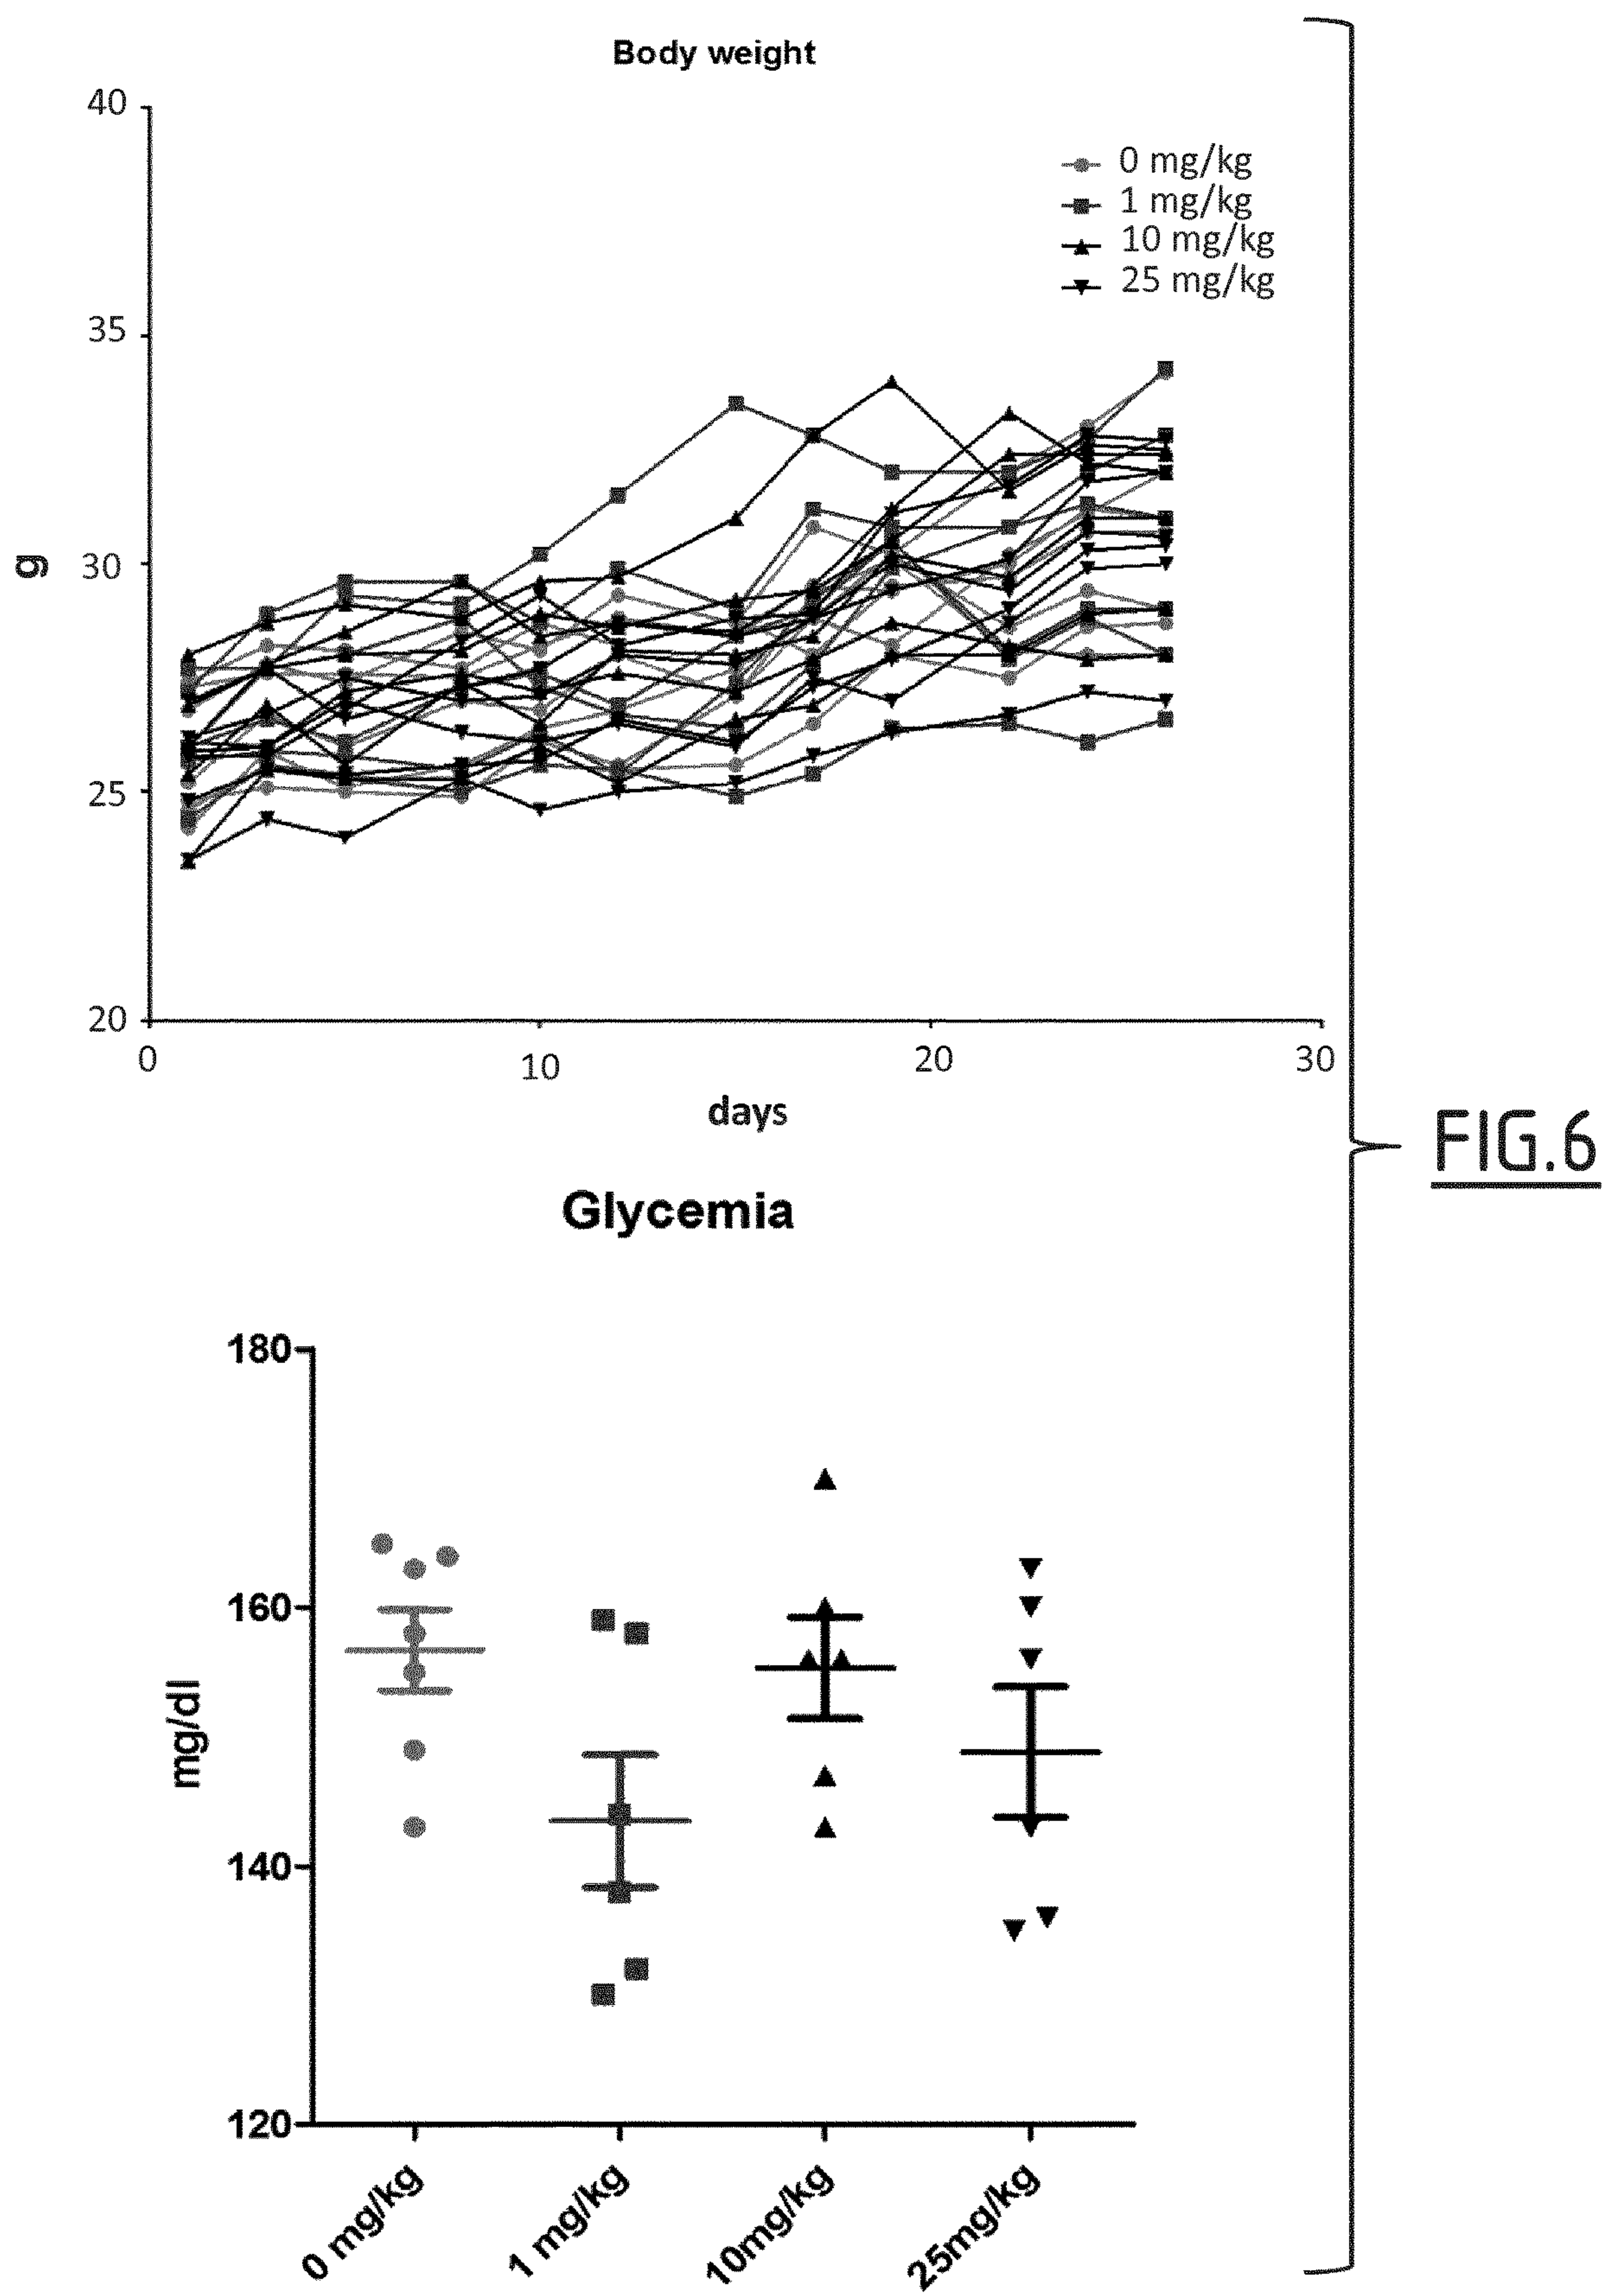 Body weight
40
35
30
25
20
g
0 mg/kg
1 mg/kg
10 mg/kg
25 mg/kg
0
10
20
30
days
FIG.6
Glycemia
180
160
140
120
mg/dl
0 mg/kg
1 mg/kg
10mg/kg
25mg/kg